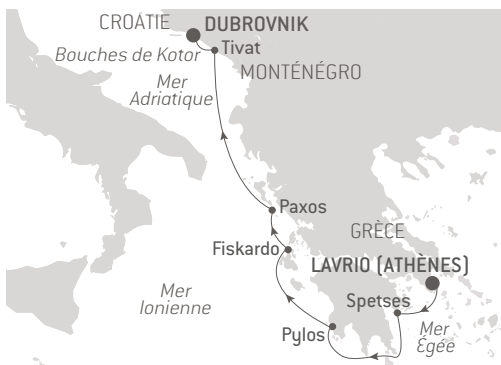 CROATIE
DUBROVNIK
Tivat
Bouches de Kotor
MONTÉNÉGRO
Mer
Adriatique
Paxos
GRÈCE
Fiskardo
LAVRIO (ATHÈNES)
Mer
Ionienne
Spetses
Pylos
Mer
Égée